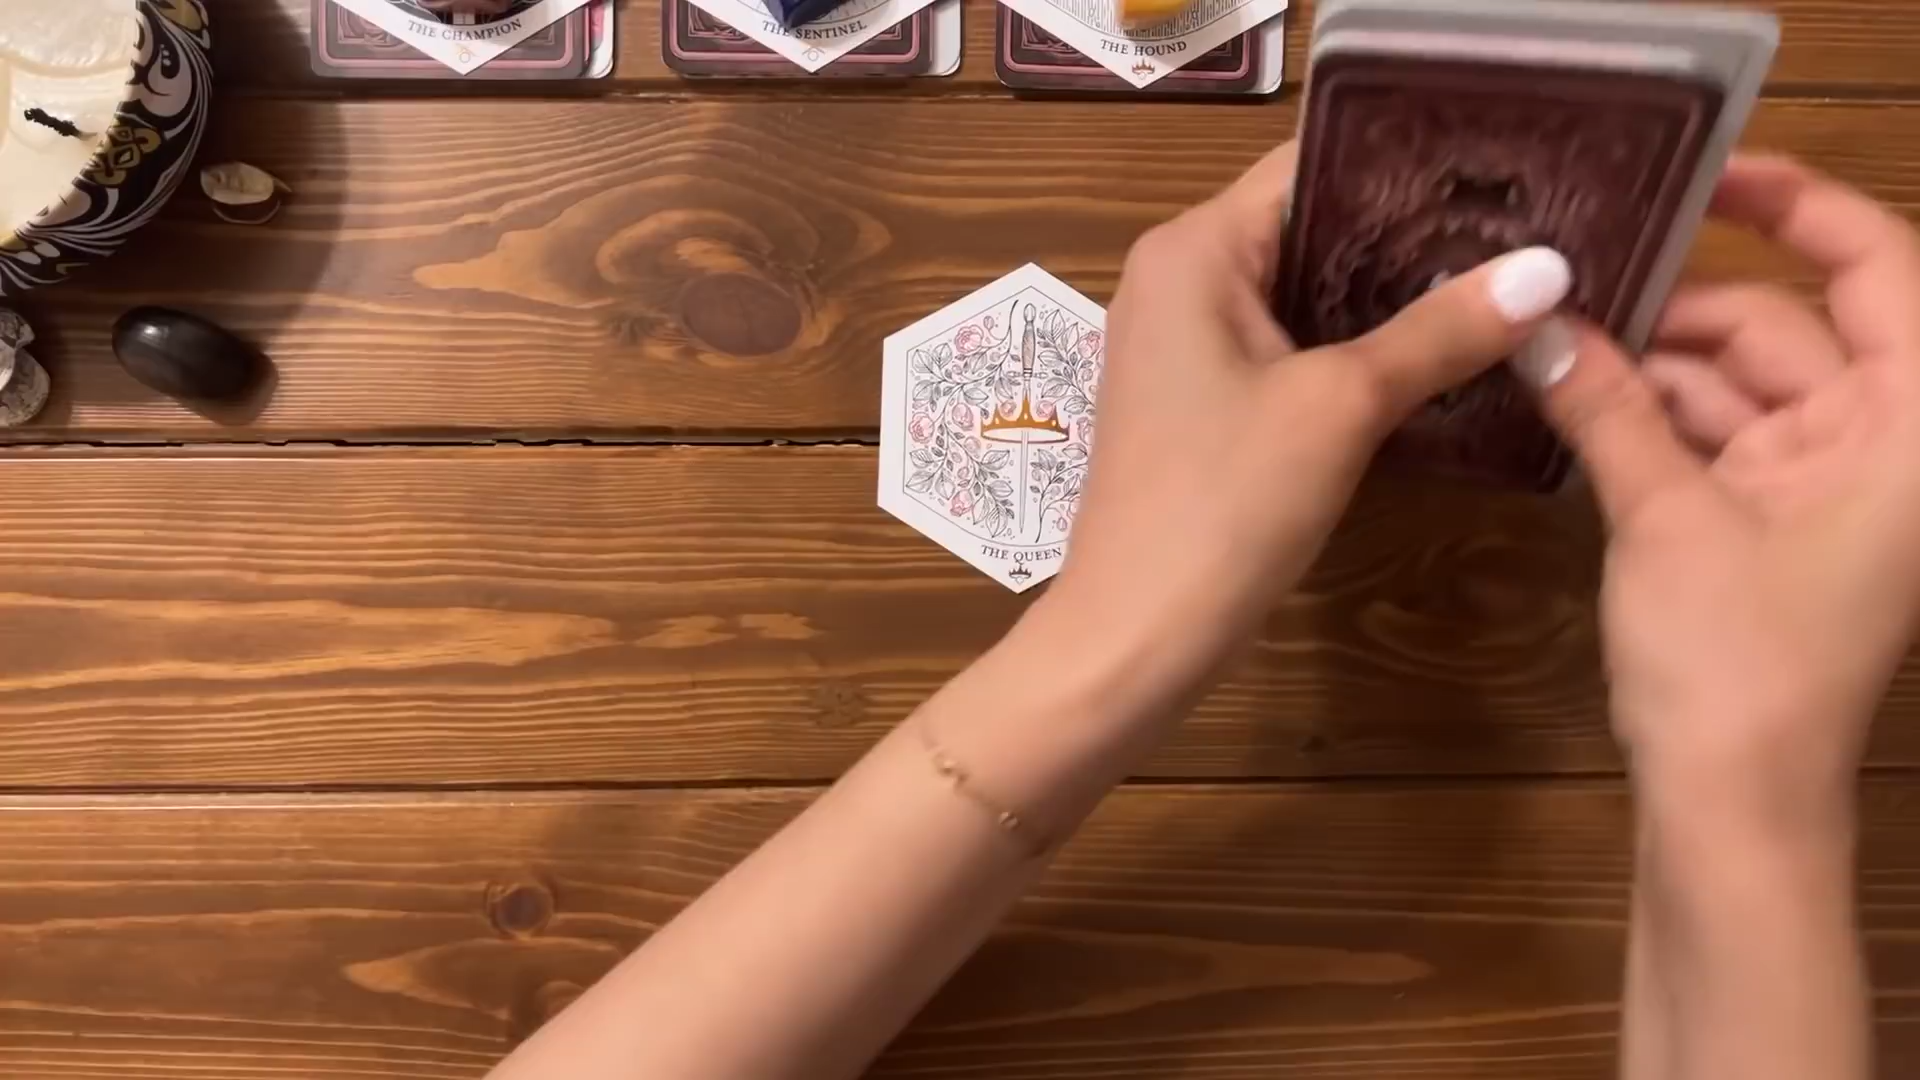 THE CHAMPION
THE SENTINEL
THE HOUND
THE QUEEN